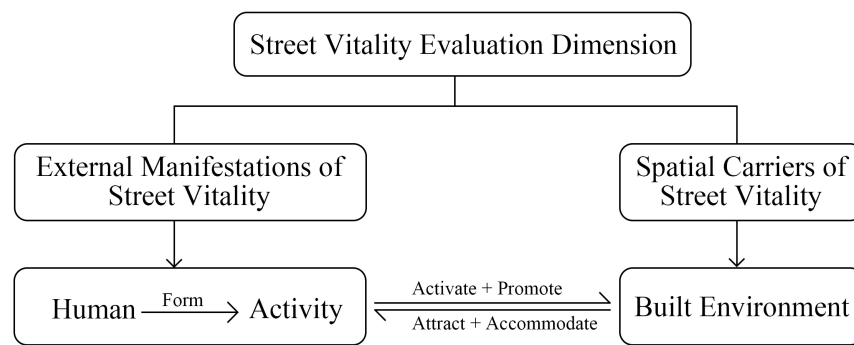 Street Vitality Evaluation Dimension
External Manifestations of
Street Vitality
Spatial Carriers of
Street Vitality
Human
Form
Activity
Activate + Promote
Attract + Accommodate
Built Environment